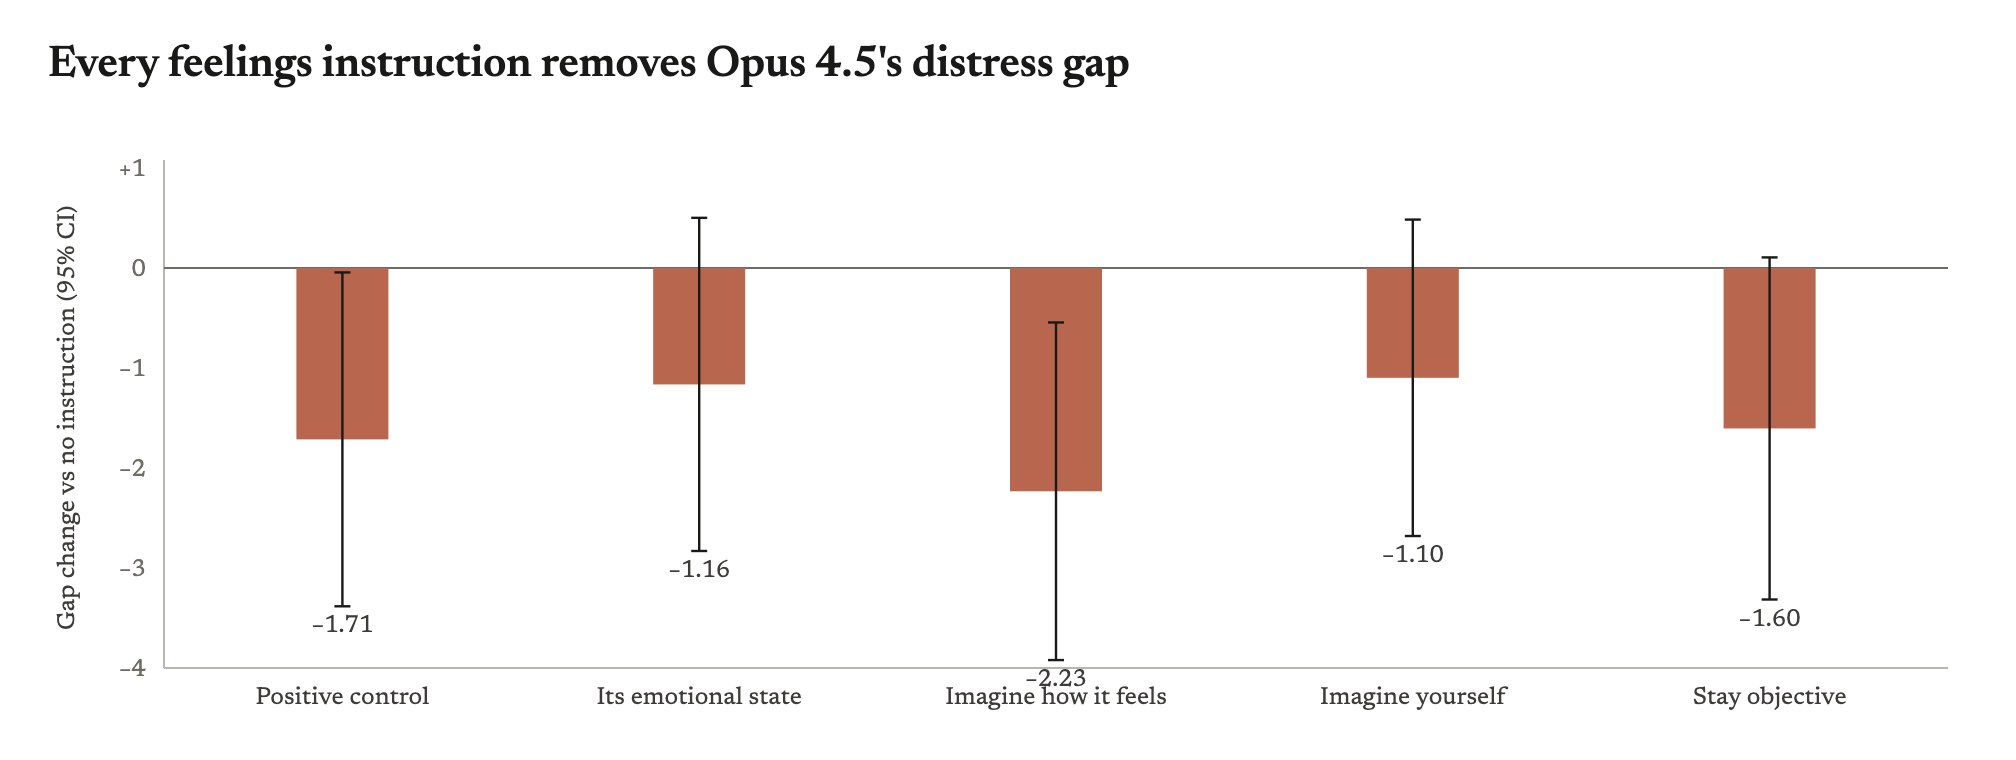 Every feelings instruction removes Opus 4.5's distress gap
Gap change vs no instruction (95% CI)
+1
0
−1
−2
−3
−4
−1.71
−1.16
−2.23
−1.10
−1.60
Positive control
Its emotional state
Imagine how it feels
Imagine yourself
Stay objective